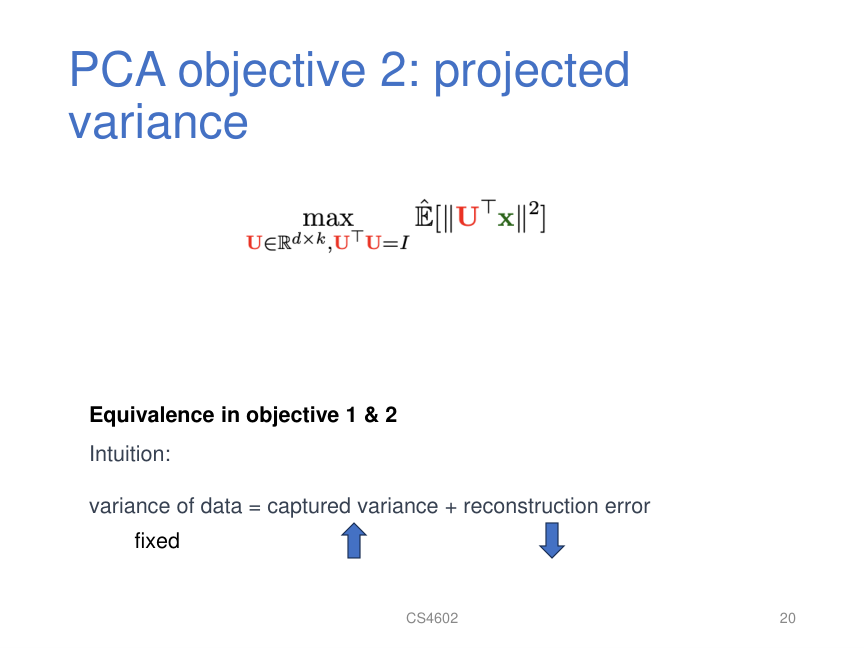 PCA objective 2: projected
variance
max Ê[‖U⊤x‖²]
U∈ℝᵈˣᵏ,U⊤U=I
Equivalence in objective 1 & 2
Intuition:
variance of data = captured variance + reconstruction error
fixed
CS4602
20